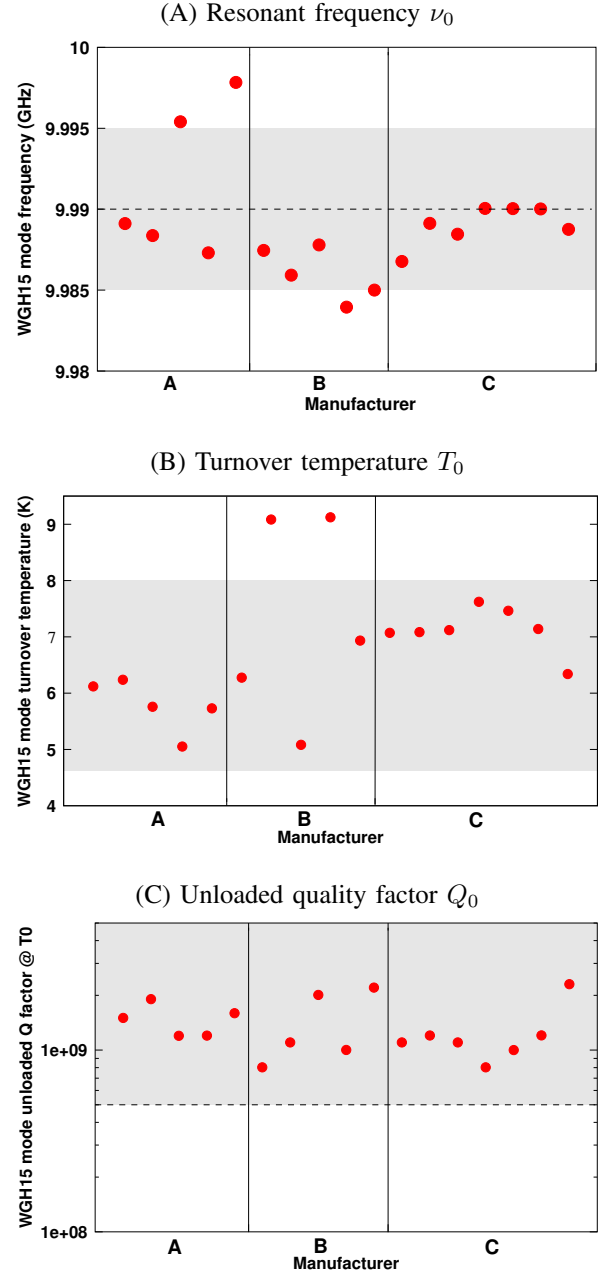 (A) Resonant frequency ν₀
WGH15 mode frequency (GHz)
10
9.995
9.99
9.985
9.98
A B C
Manufacturer
(B) Turnover temperature T₀
WGH15 mode turnover temperature (K)
9
8
7
6
5
4
A B C
Manufacturer
(C) Unloaded quality factor Q₀
WGH15 mode unloaded Q factor @ T0
1e+09
1e+08
A B C
Manufacturer